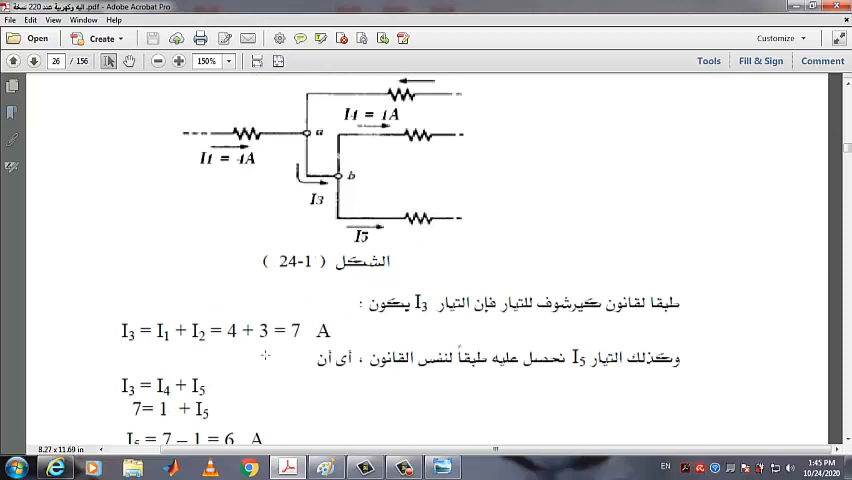 اليه وكهربية عدد 220 نسخة.pdf - Adobe Acrobat Pro
File Edit View Window Help
Open Create Customize
26 / 156 150% Tools Fill & Sign Comment
I4 = 1A
a
I1 = 4A
b
I3
I5
الشكل ( 1-24 )
طبقا لقانون كيرشوف للتيار فإن التيار I3 يكون :
I3 = I1 + I2 = 4 + 3 = 7 A
وكذلك التيار I5 نحصل عليه طبقاً لنفس القانون ، أى أن
I3 = I4 + I5
7= 1 + I5
I5 = 7 – 1 = 6 A
8.27 x 11.69 in
EN 1:45 PM
10/24/2020